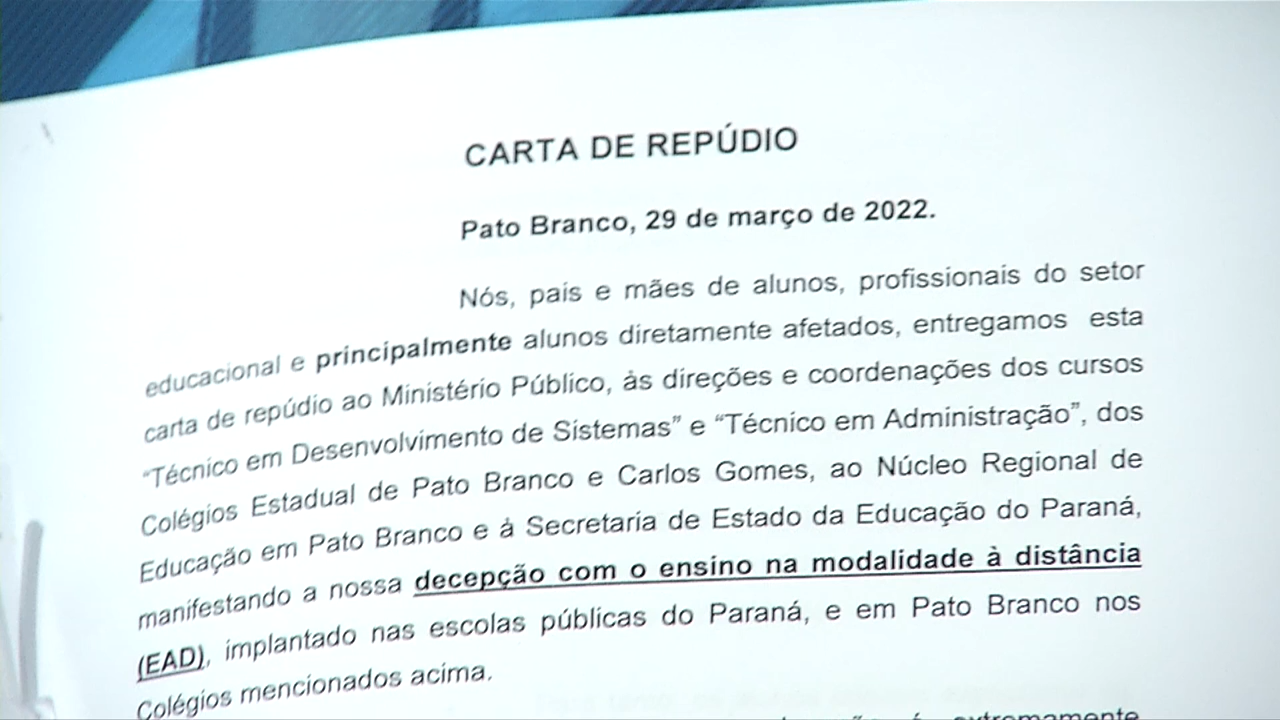 CARTA DE REPÚDIO
Pato Branco, 29 de março de 2022.
Nós, pais e mães de alunos, profissionais do setor
educacional e principalmente alunos diretamente afetados, entregamos esta
carta de repúdio ao Ministério Público, às direções e coordenações dos cursos
“Técnico em Desenvolvimento de Sistemas” e “Técnico em Administração”, dos
Colégios Estadual de Pato Branco e Carlos Gomes, ao Núcleo Regional de
Educação em Pato Branco e à Secretaria de Estado da Educação do Paraná,
manifestando a nossa decepção com o ensino na modalidade à distância
(EAD), implantado nas escolas públicas do Paraná, e em Pato Branco nos
Colégios mencionados acima.
é extremamente